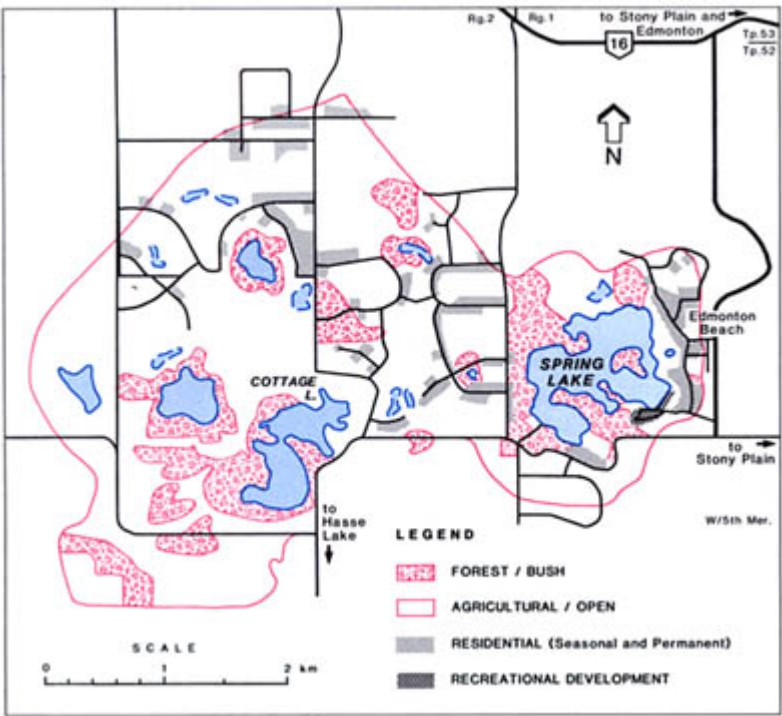 Rg.2 Rg.1
to Stony Plain and
Edmonton
16
Tp.53
Tp.52
N
Edmonton
Beach
SPRING
LAKE
COTTAGE
L.
to
Stony Plain
W/5th Mer.
to
Hasse
Lake
LEGEND
FOREST / BUSH
AGRICULTURAL / OPEN
RESIDENTIAL (Seasonal and Permanent)
RECREATIONAL DEVELOPMENT
SCALE
0 1 2 km